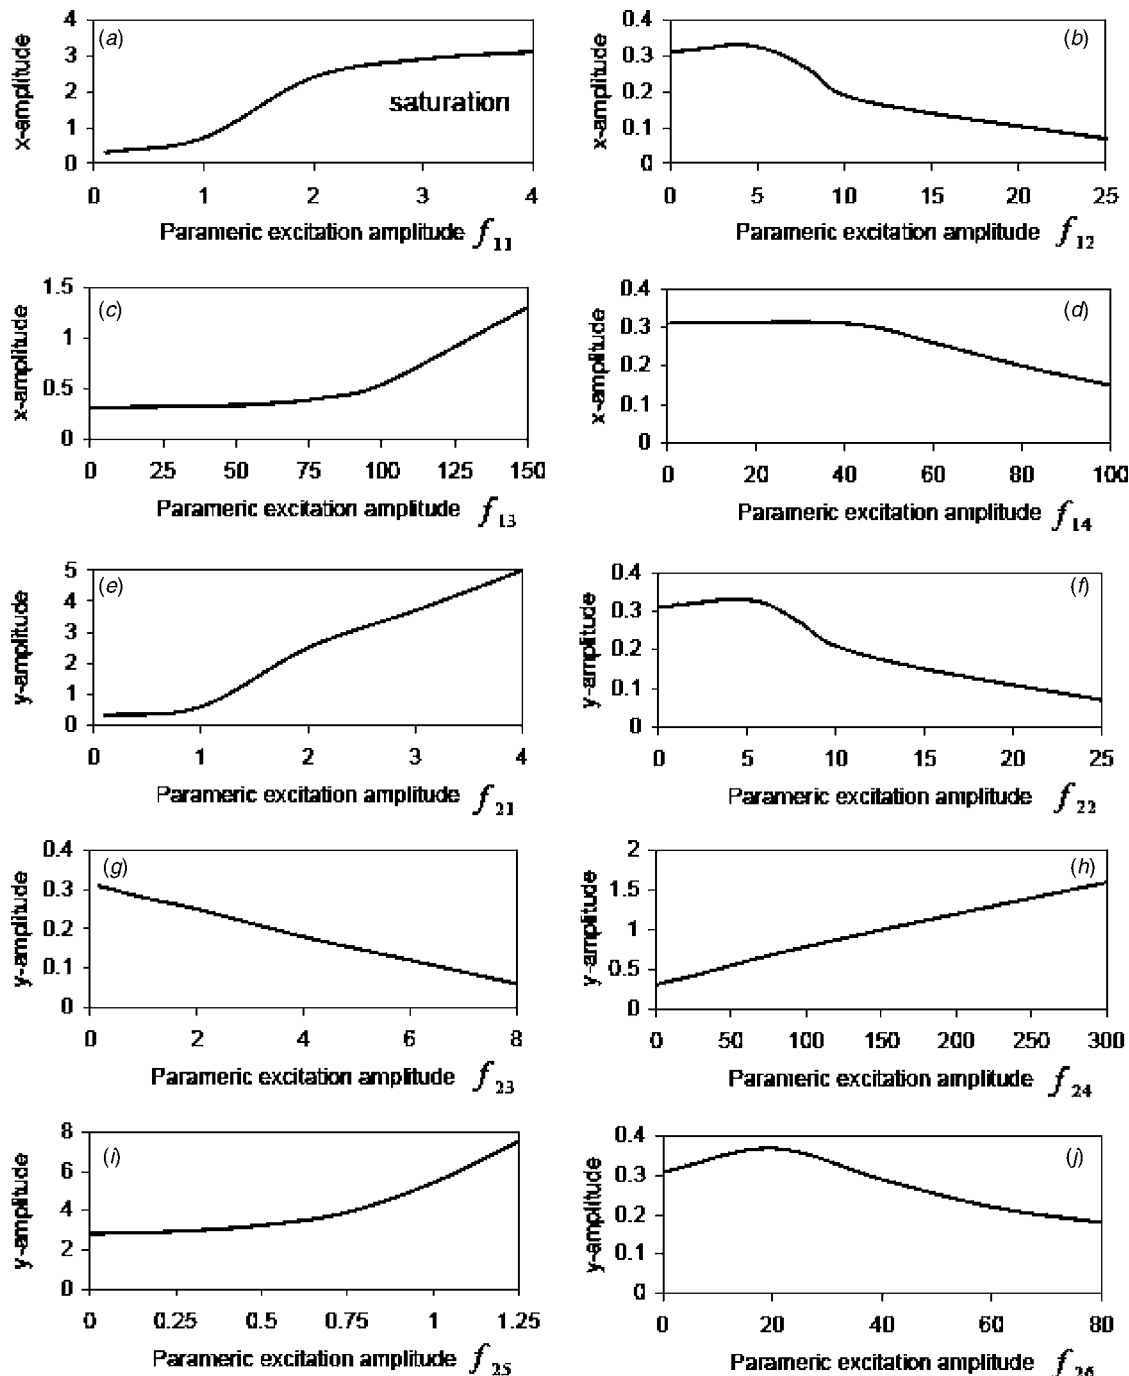 (a)
x-amplitude
4
3
2
1
0
saturation
0 1 2 3 4
Parameric excitation amplitude f11
(b)
x-amplitude
0.4
0.3
0.2
0.1
0
0 5 10 15 20 25
Parameric excitation amplitude f12
(c)
x-amplitude
1.5
1
0.5
0
0 25 50 75 100 125 150
Parameric excitation amplitude f13
(d)
x-amplitude
0.4
0.3
0.2
0.1
0
0 20 40 60 80 100
Parameric excitation amplitude f14
(e)
y-amplitude
5
4
3
2
1
0
0 1 2 3 4
Parameric excitation amplitude f21
(f)
y-amplitude
0.4
0.3
0.2
0.1
0
0 5 10 15 20 25
Parameric excitation amplitude f22
(g)
y-amplitude
0.4
0.3
0.2
0.1
0
0 2 4 6 8
Parameric excitation amplitude f23
(h)
y-amplitude
2
1.5
1
0.5
0
0 50 100 150 200 250 300
Parameric excitation amplitude f24
(i)
y-amplitude
8
6
4
2
0
0 0.25 0.5 0.75 1 1.25
Parameric excitation amplitude f25
(j)
y-amplitude
0.4
0.3
0.2
0.1
0
0 20 40 60 80
Parameric excitation amplitude f26